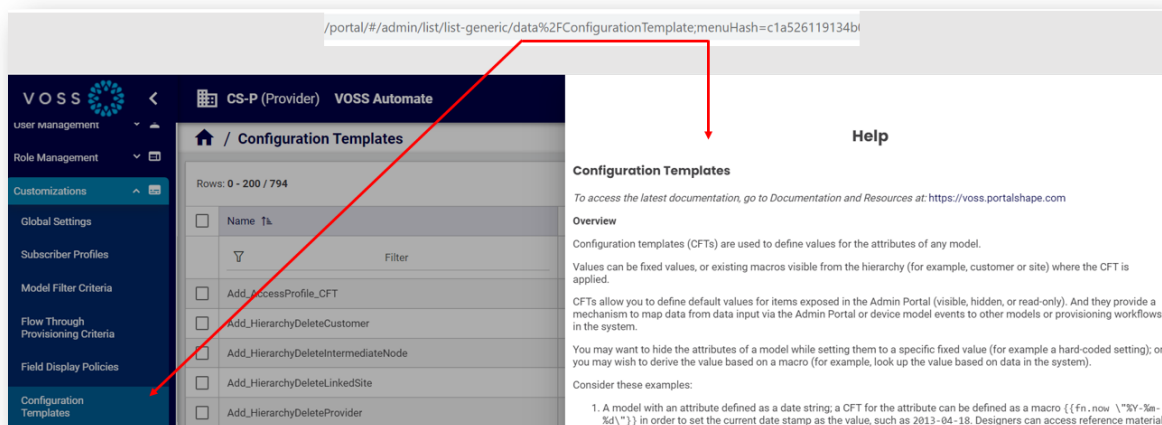 /portal/#/admin/list/list-generic/data%2FConfigurationTemplate;menuHash=c1a526119134b
VOSS
CS-P (Provider) VOSS Automate
User Management
Role Management
Customizations
Global Settings
Subscriber Profiles
Model Filter Criteria
Flow Through
Provisioning Criteria
Field Display Policies
Configuration
Templates
/ Configuration Templates
Rows: 0 - 200 / 794
Name
Filter
Add_AccessProfile_CFT
Add_HierarchyDeleteCustomer
Add_HierarchyDeleteIntermediateNode
Add_HierarchyDeleteLinkedSite
Add_HierarchyDeleteProvider
Help
Configuration Templates
To access the latest documentation, go to Documentation and Resources at: https://voss.portalshape.com
Overview
Configuration templates (CFTs) are used to define values for the attributes of any model.
Values can be fixed values, or existing macros visible from the hierarchy (for example, customer or site) where the CFT is
applied.
CFTs allow you to define default values for items exposed in the Admin Portal (visible, hidden, or read-only). And they provide a
mechanism to map data from data input via the Admin Portal or device model events to other models or provisioning workflows
in the system.
You may want to hide the attributes of a model while setting them to a specific fixed value (for example a hard-coded setting); or
you may wish to derive the value based on a macro (for example, look up the value based on data in the system).
Consider these examples:
1. A model with an attribute defined as a date string; a CFT for the attribute can be defined as a macro {{fn.now \"%Y-%m-
%d\"}} in order to set the current date stamp as the value, such as 2013-04-18. Designers can access reference material